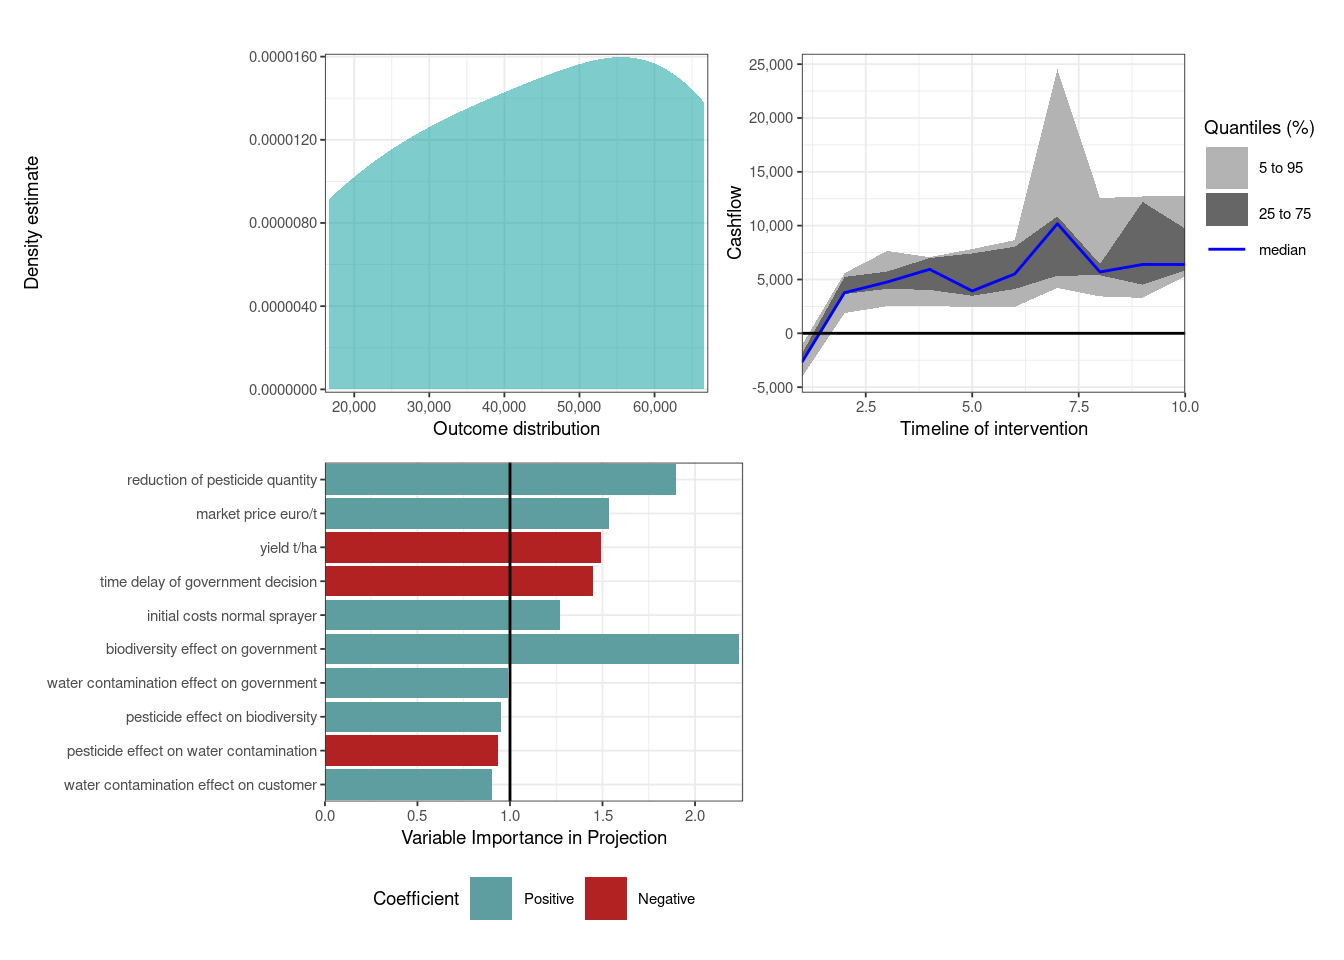 Density estimate
0.0000160
0.0000120
0.0000080
0.0000040
0.0000000
20,000 30,000 40,000 50,000 60,000
Outcome distribution
Cashflow
25,000
20,000
15,000
10,000
5,000
0
-5,000
2.5 5.0 7.5 10.0
Timeline of intervention
Quantiles (%)
5 to 95
25 to 75
median
reduction of pesticide quantity
market price euro/t
yield t/ha
time delay of government decision
initial costs normal sprayer
biodiversity effect on government
water contamination effect on government
pesticide effect on biodiversity
pesticide effect on water contamination
water contamination effect on customer
0.0 0.5 1.0 1.5 2.0
Variable Importance in Projection
Coefficient Positive Negative